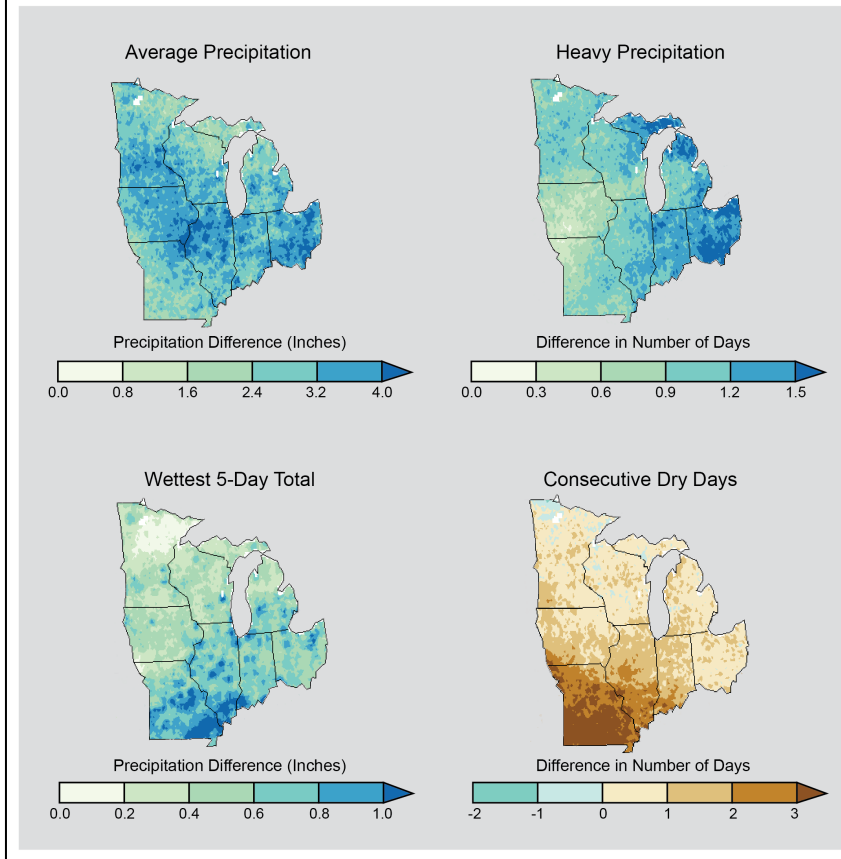 Average Precipitation
Heavy Precipitation
Precipitation Difference (Inches)
0.0 0.8 1.6 2.4 3.2 4.0
Difference in Number of Days
0.0 0.3 0.6 0.9 1.2 1.5
Wettest 5-Day Total
Consecutive Dry Days
Precipitation Difference (Inches)
0.0 0.2 0.4 0.6 0.8 1.0
Difference in Number of Days
-2 -1 0 1 2 3